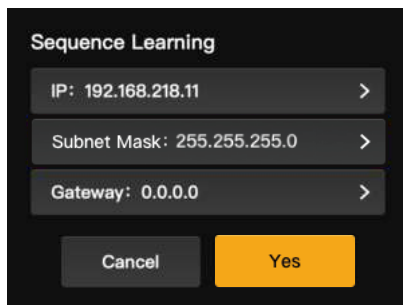 Sequence Learning
IP: 192.168.218.11
Subnet Mask: 255.255.255.0
Gateway: 0.0.0.0
Cancel
Yes